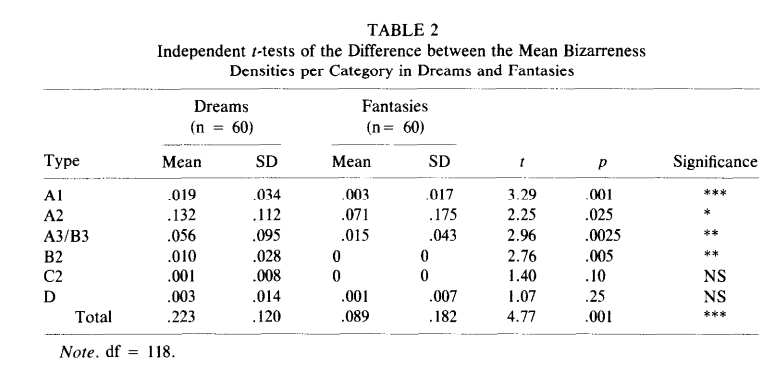 TABLE 2
Independent t-tests of the Difference between the Mean Bizarreness
Densities per Category in Dreams and Fantasies
Dreams Fantasies
(n = 60) (n = 60)
Type Mean SD Mean SD t p Significance
A1 .019 .034 .003 .017 3.29 .001 ***
A2 .132 .112 .071 .175 2.25 .025 *
A3/B3 .056 .095 .015 .043 2.96 .0025 **
B2 .010 .028 0 0 2.76 .005 **
C2 .001 .008 0 0 1.40 .10 NS
D .003 .014 .001 .007 1.07 .25 NS
Total .223 .120 .089 .182 4.77 .001 ***
Note. df = 118.